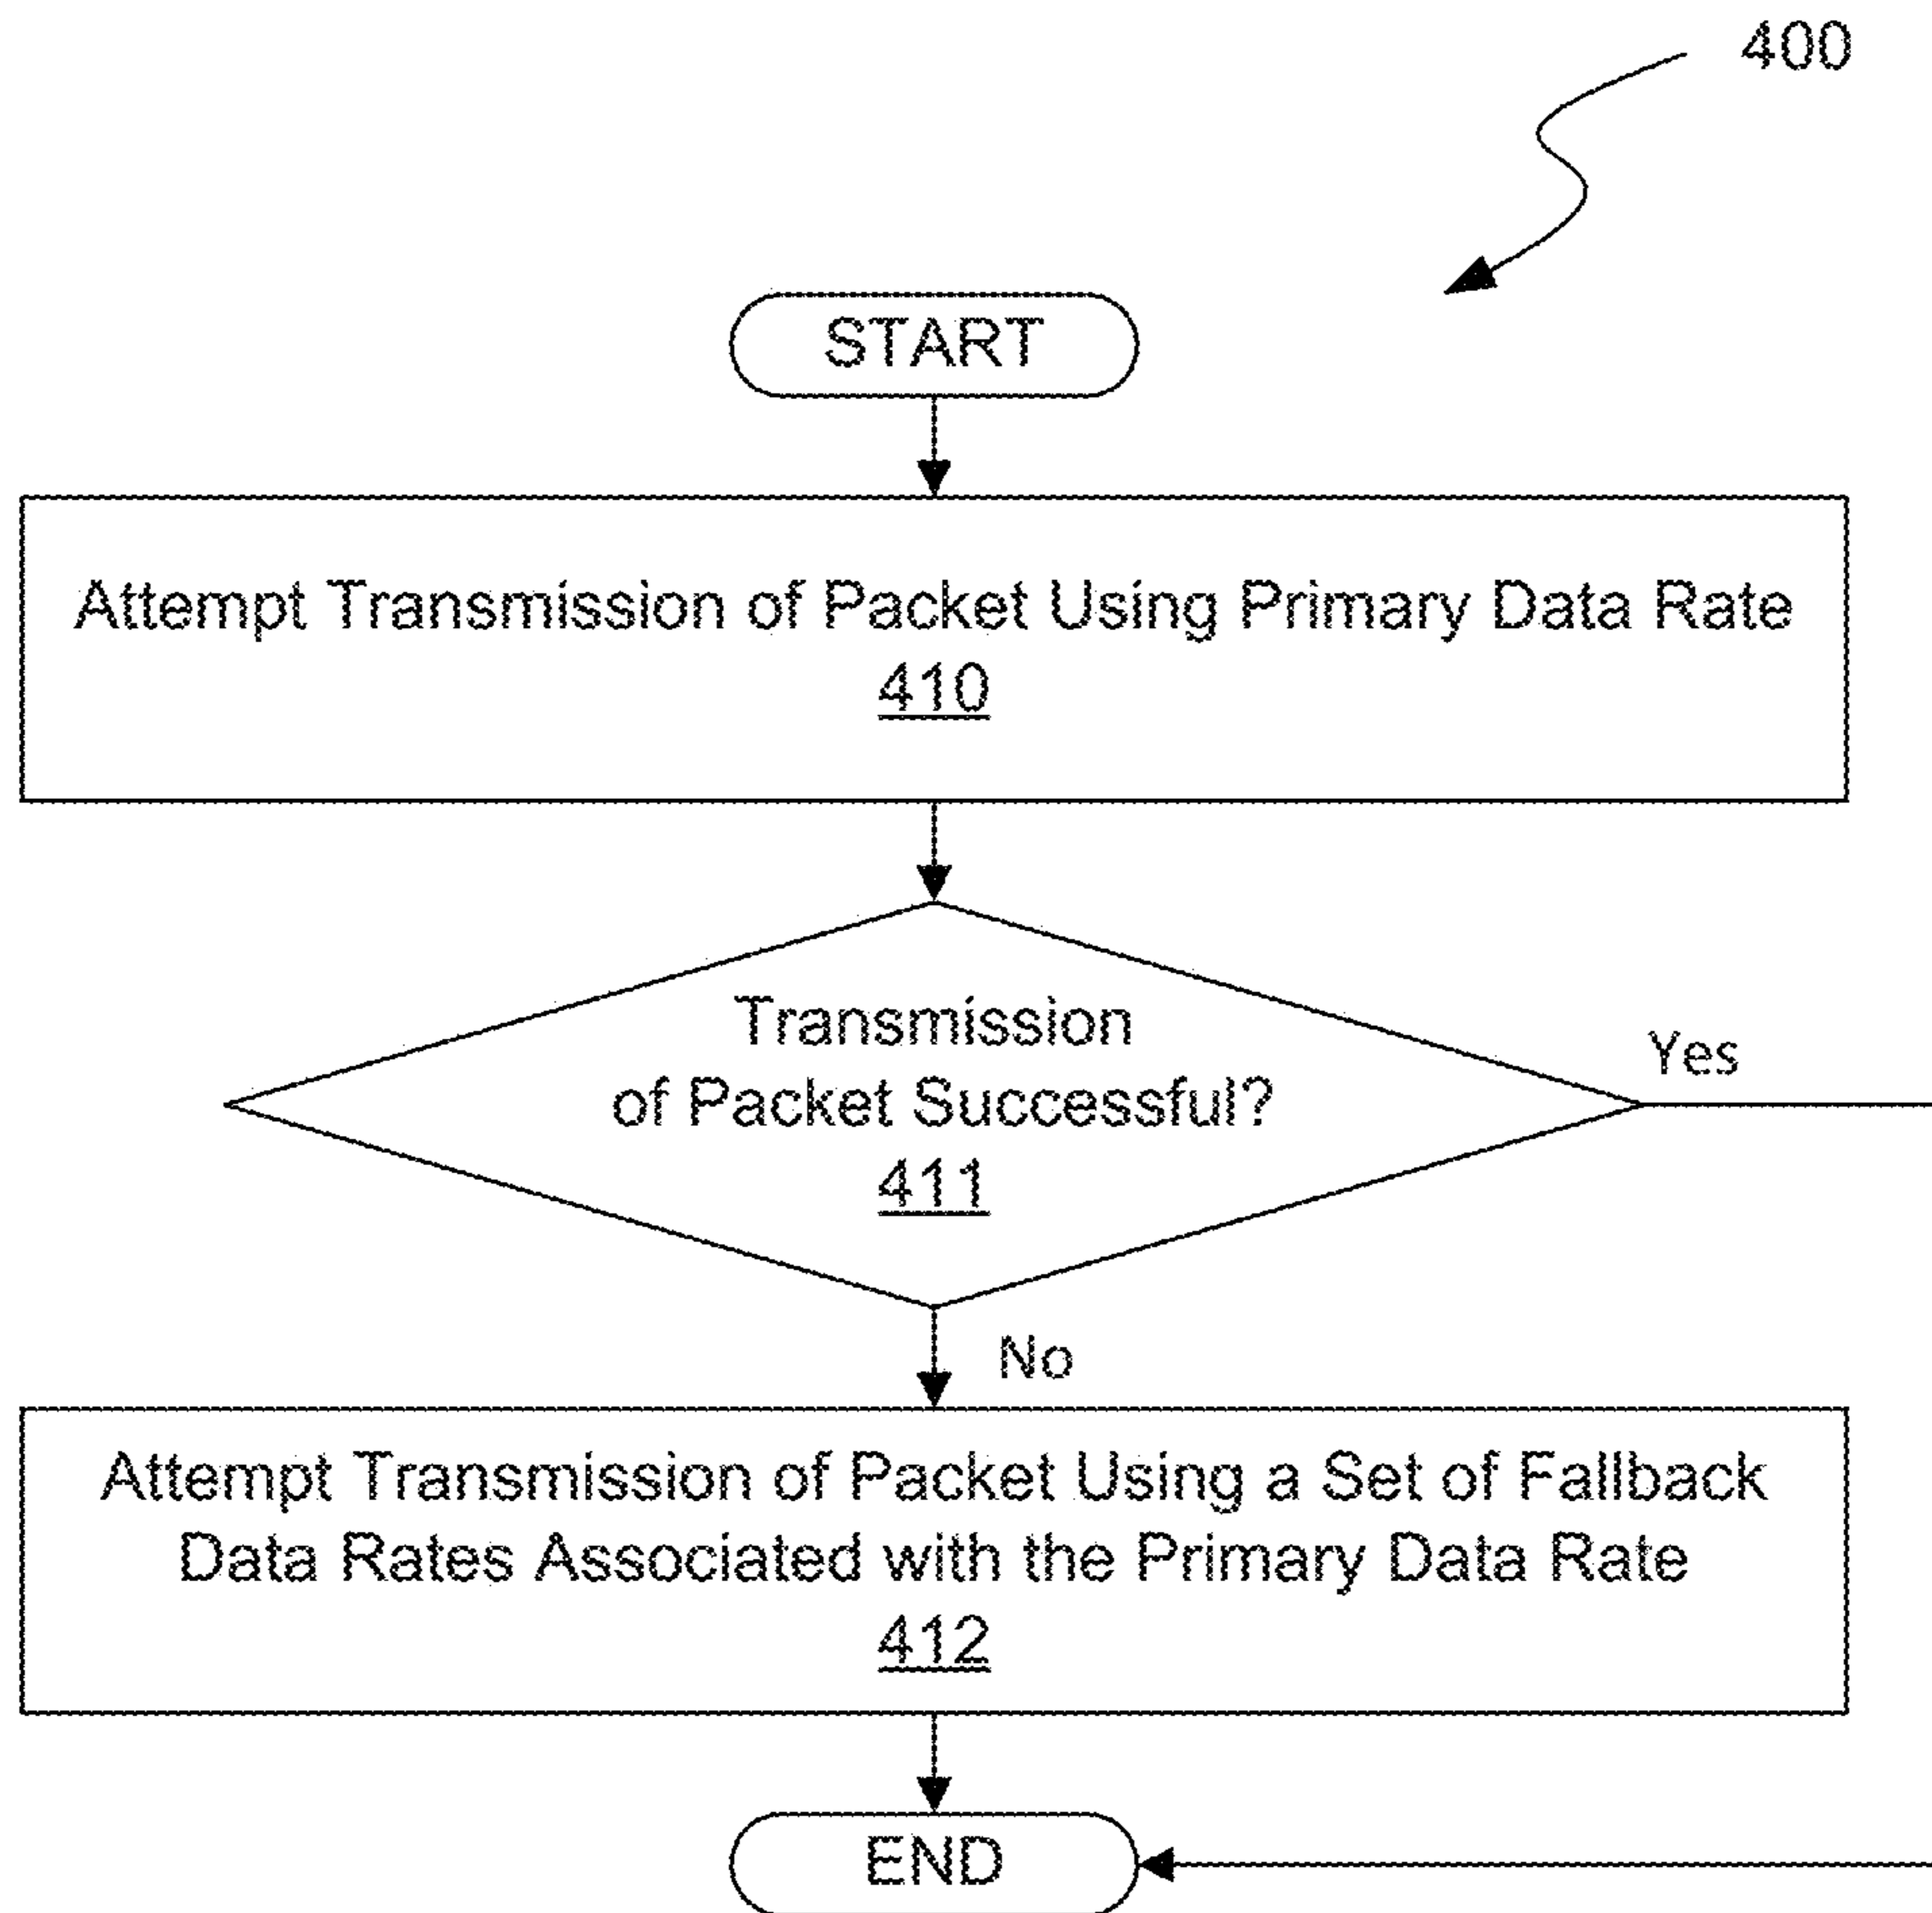 400
START
Attempt Transmission of Packet Using Primary Data Rate
410
Transmission
of Packet Successful?
411
Yes
No
Attempt Transmission of Packet Using a Set of Fallback
Data Rates Associated with the Primary Data Rate
412
END